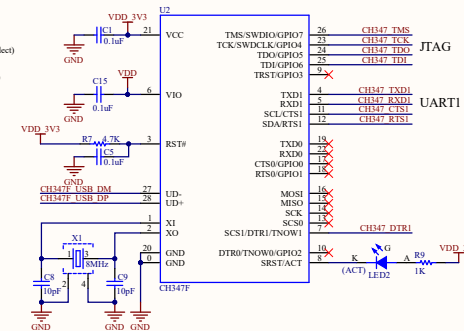 U2
VDD_3V3
C1
0.1uF
GND
21
VCC
VDD
C15
0.1uF
GND
6
VIO
VDD_3V3
R7
4.7K
3
RST#
C5
0.1uF
GND
CH347F_USB_DM
27
UD-
CH347F_USB_DP
28
UD+
1
XI
2
XO
X1
1
3
8MHz
2
4
C8
10pF
C9
10pF
GND
GND
GND
20
GND
0
GND
CH347F
TMS/SWDIO/GPIO7
26
CH347_TMS
TCK/SWDCLK/GPIO4
23
CH347_TCK
JTAG
TDO/GPIO5
24
CH347_TDO
TDI/GPIO6
25
CH347_TDI
TRST/GPIO3
9
TXD1
4
CH347_TXD1
RXD1
5
CH347_RXD1
UART1
SCL/CTS1
11
CH347_CTS1
SDA/RTS1
12
CH347_RTS1
TXD0
19
RXD0
22
CTS0/GPIO0
17
RTS0/GPIO1
18
MOSI
16
MISO
15
SCK
14
SCS0
13
SCS1/DTR1/TNOW1
7
CH347_DTR1
DTR0/TNOW0/GPIO2
10
SRST/ACT
8
K
(ACT)
G
LED2
A
R9
1K